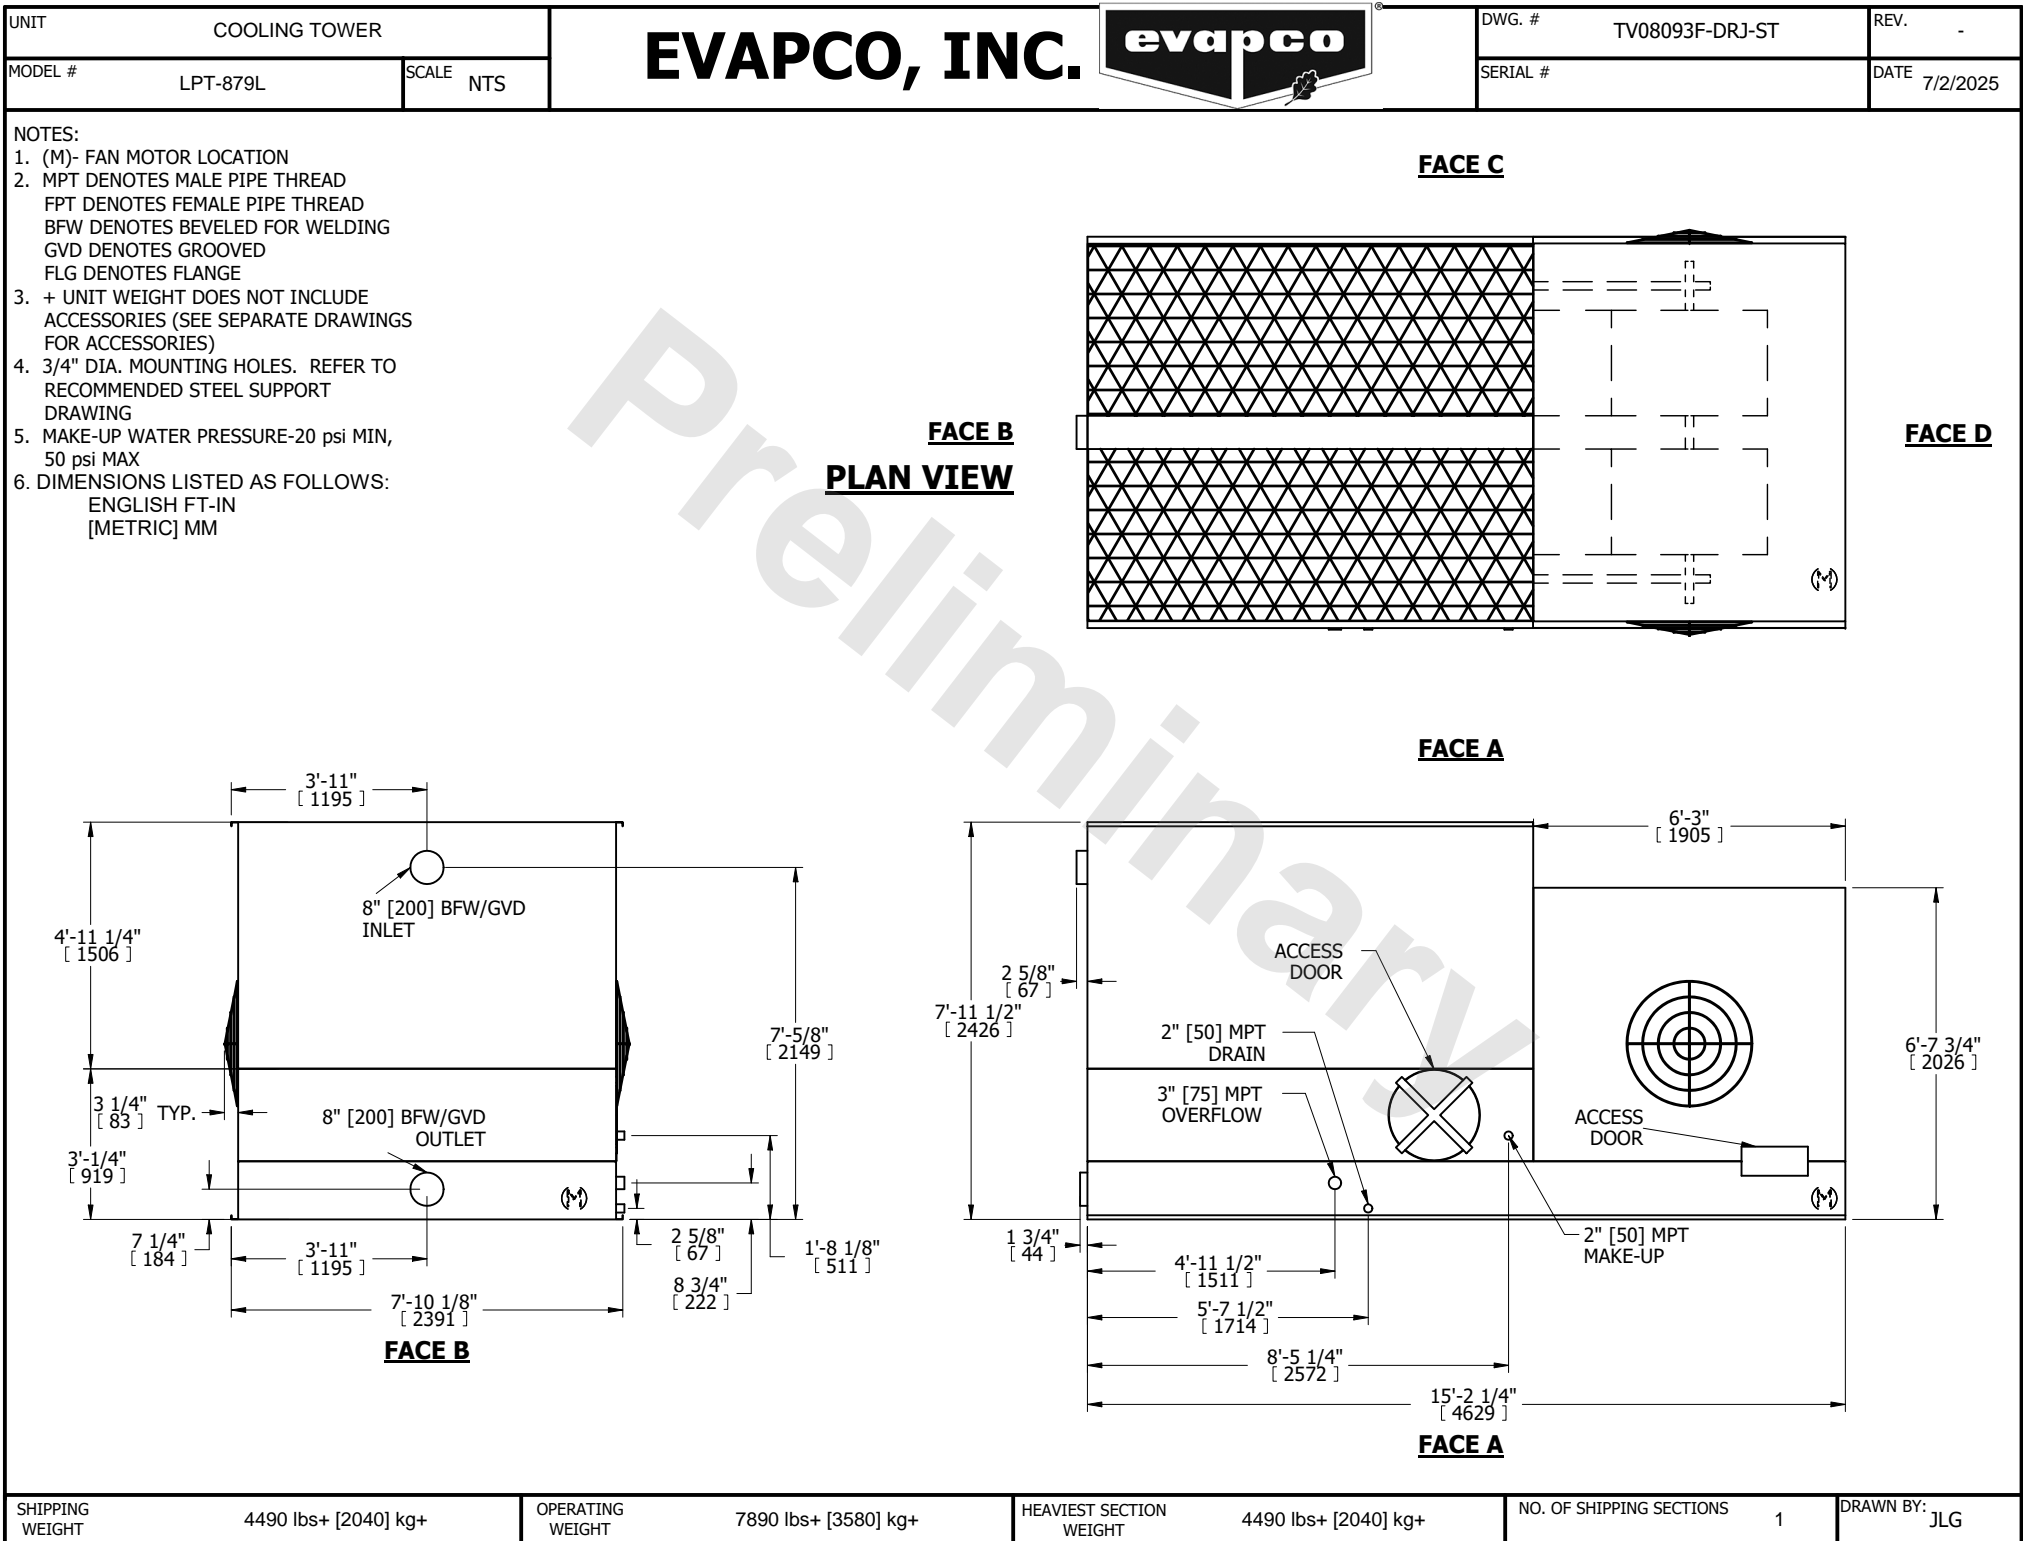 UNIT
COOLING TOWER
MODEL #
LPT-879L
SCALE
NTS
EVAPCO, INC.
evapco
®
DWG. #
TV08093F-DRJ-ST
REV.
-
SERIAL #
DATE
7/2/2025
NOTES:
1. (M)- FAN MOTOR LOCATION
2. MPT DENOTES MALE PIPE THREAD
FPT DENOTES FEMALE PIPE THREAD
BFW DENOTES BEVELED FOR WELDING
GVD DENOTES GROOVED
FLG DENOTES FLANGE
3. + UNIT WEIGHT DOES NOT INCLUDE
ACCESSORIES (SEE SEPARATE DRAWINGS
FOR ACCESSORIES)
4. 3/4" DIA. MOUNTING HOLES. REFER TO
RECOMMENDED STEEL SUPPORT
DRAWING
5. MAKE-UP WATER PRESSURE-20 psi MIN,
50 psi MAX
6. DIMENSIONS LISTED AS FOLLOWS:
ENGLISH FT-IN
[METRIC] MM
FACE C
FACE B
PLAN VIEW
FACE D
(M)
FACE A
Preliminary
3'-11"
[ 1195 ]
8" [200] BFW/GVD
INLET
4'-11 1/4"
[ 1506 ]
7'-5/8"
[ 2149 ]
3 1/4"
[ 83 ]
TYP.
8" [200] BFW/GVD
OUTLET
3'-1/4"
[ 919 ]
(M)
7 1/4"
[ 184 ]
3'-11"
[ 1195 ]
2 5/8"
[ 67 ]
1'-8 1/8"
[ 511 ]
8 3/4"
[ 222 ]
7'-10 1/8"
[ 2391 ]
FACE B
6'-3"
[ 1905 ]
ACCESS
DOOR
2 5/8"
[ 67 ]
7'-11 1/2"
[ 2426 ]
2" [50] MPT
DRAIN
3" [75] MPT
OVERFLOW
6'-7 3/4"
[ 2026 ]
ACCESS
DOOR
(M)
1 3/4"
[ 44 ]
2" [50] MPT
MAKE-UP
4'-11 1/2"
[ 1511 ]
5'-7 1/2"
[ 1714 ]
8'-5 1/4"
[ 2572 ]
15'-2 1/4"
[ 4629 ]
FACE A
SHIPPING
WEIGHT
4490 lbs+ [2040] kg+
OPERATING
WEIGHT
7890 lbs+ [3580] kg+
HEAVIEST SECTION
WEIGHT
4490 lbs+ [2040] kg+
NO. OF SHIPPING SECTIONS
1
DRAWN BY:
JLG